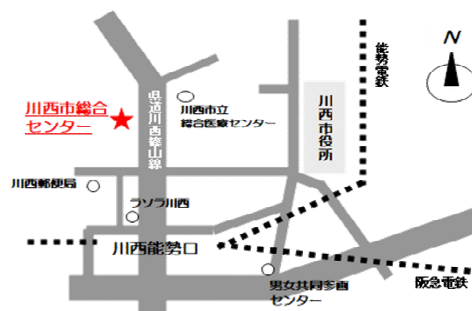 能勢電鉄
N
川西市総合
センター
県道川西篠山線
川西市立
総合医療センター
川西市役所
川西郵便局
ラソラ川西
川西能勢口
阪急電鉄
男女共同参画
センター